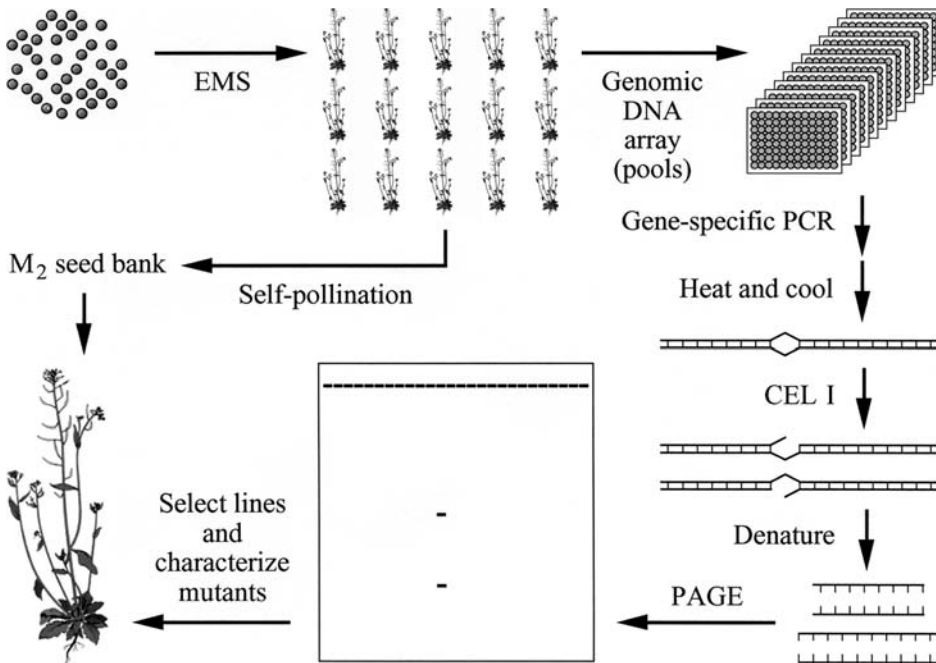 EMS
Genomic
DNA
array
(pools)
Gene-specific PCR
M2 seed bank
Self-pollination
Heat and cool
CEL I
Select lines
and
characterize
mutants
Denature
PAGE